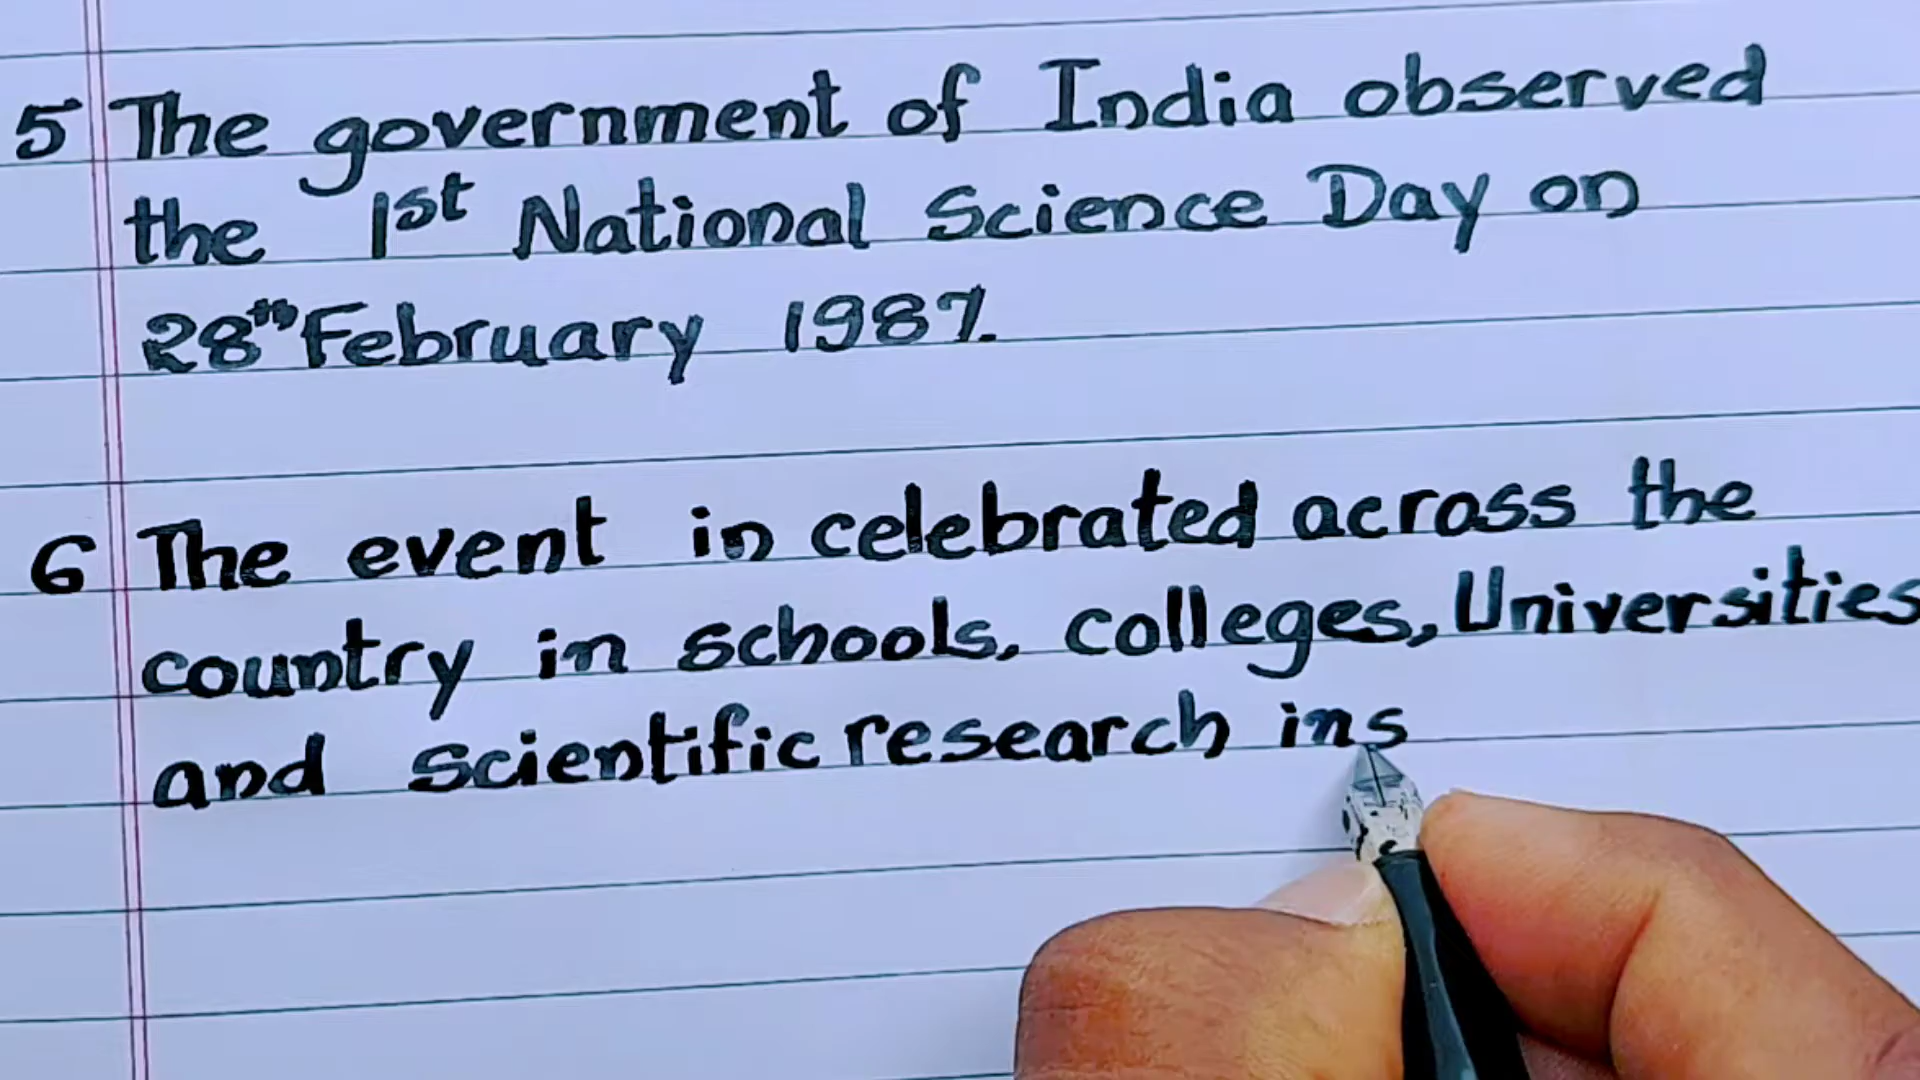 5 The government of India observed
the 1st National Science Day on
28th February 1987.
6 The event in celebrated across the
country in schools, colleges, Universities
and scientific research ins